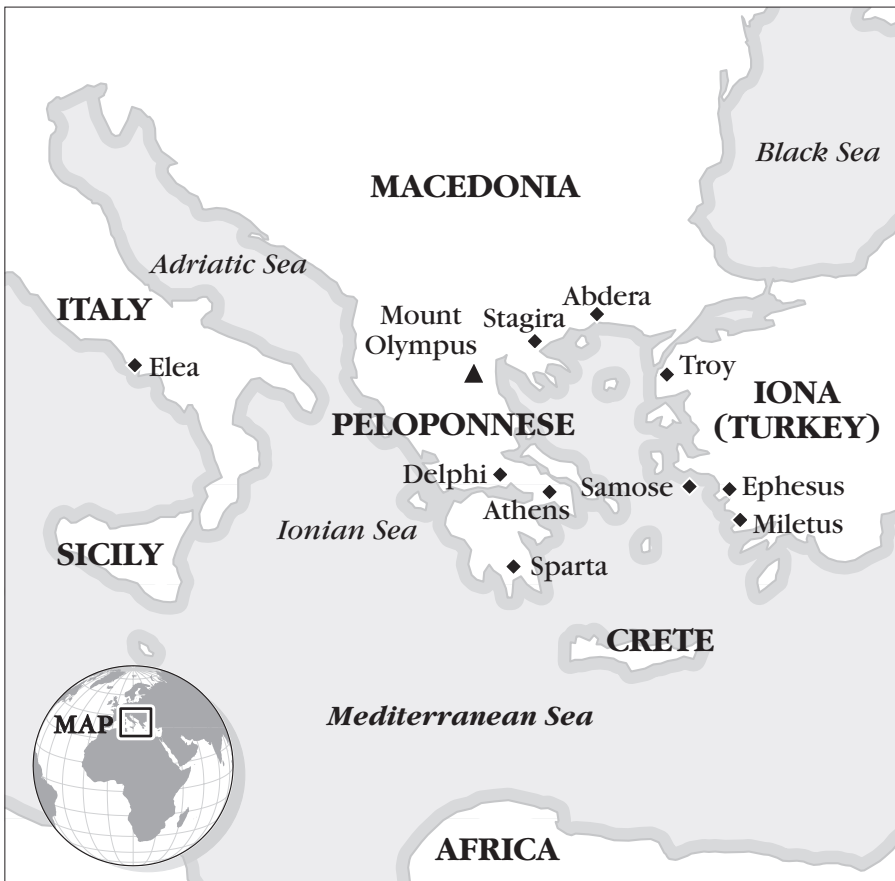 Black Sea
MACEDONIA
Adriatic Sea
Abdera
ITALY
Mount
Olympus
Stagira
Elea
Troy
IONA
(TURKEY)
PELOPONNESE
Delphi
Athens
Samose
Ephesus
Miletus
Ionian Sea
SICILY
Sparta
CRETE
MAP
Mediterranean Sea
AFRICA